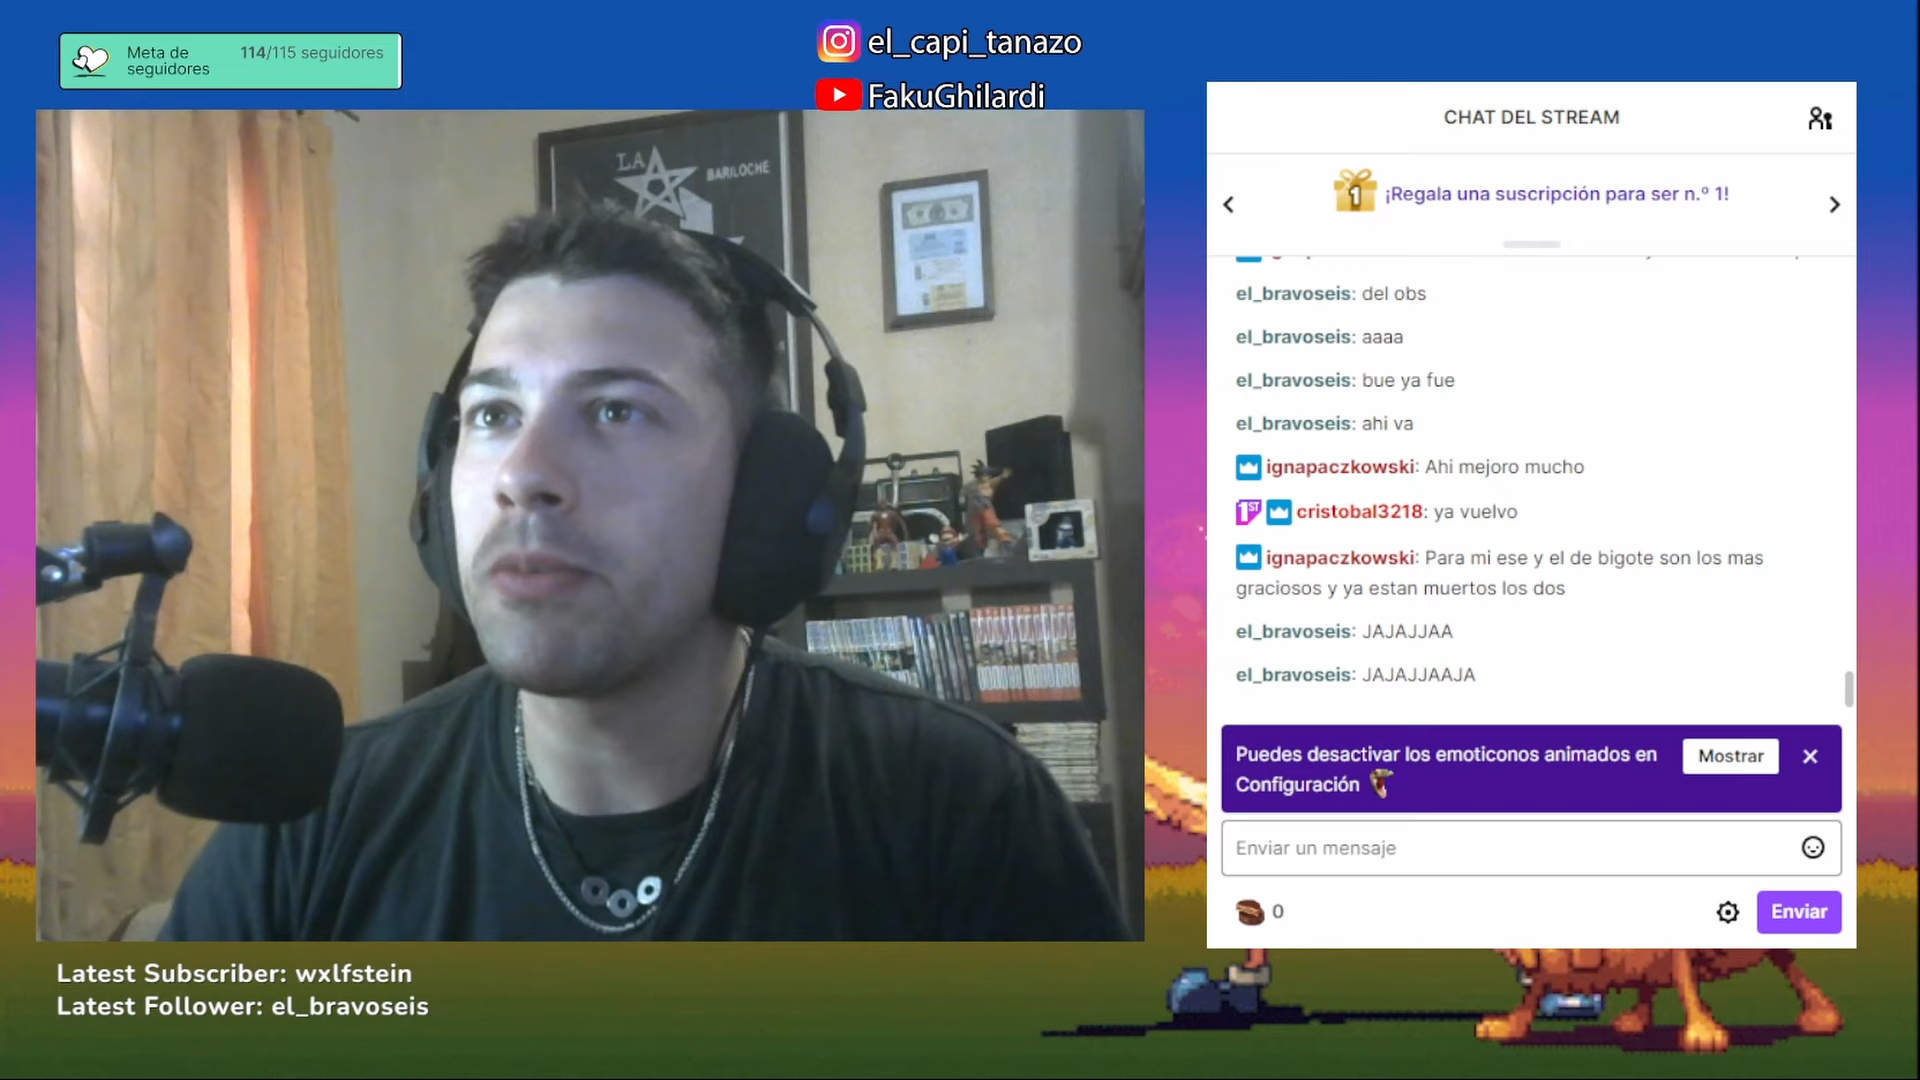 Meta de
seguidores
114/115 seguidores
el_capi_tanazo
FakuGhilardi
LA
BARILOCHE
CHAT DEL STREAM
1
¡Regala una suscripción para ser n.º 1!
el_bravoseis: del obs
el_bravoseis: aaaa
el_bravoseis: bue ya fue
el_bravoseis: ahi va
ignapaczkowski: Ahi mejoro mucho
1ST cristobal3218: ya vuelvo
ignapaczkowski: Para mi ese y el de bigote son los mas
graciosos y ya estan muertos los dos
el_bravoseis: JAJAJJAA
el_bravoseis: JAJAJJAAJA
Puedes desactivar los emoticonos animados en
Configuración
Mostrar
Enviar un mensaje
0
Enviar
Latest Subscriber: wxlfstein
Latest Follower: el_bravoseis